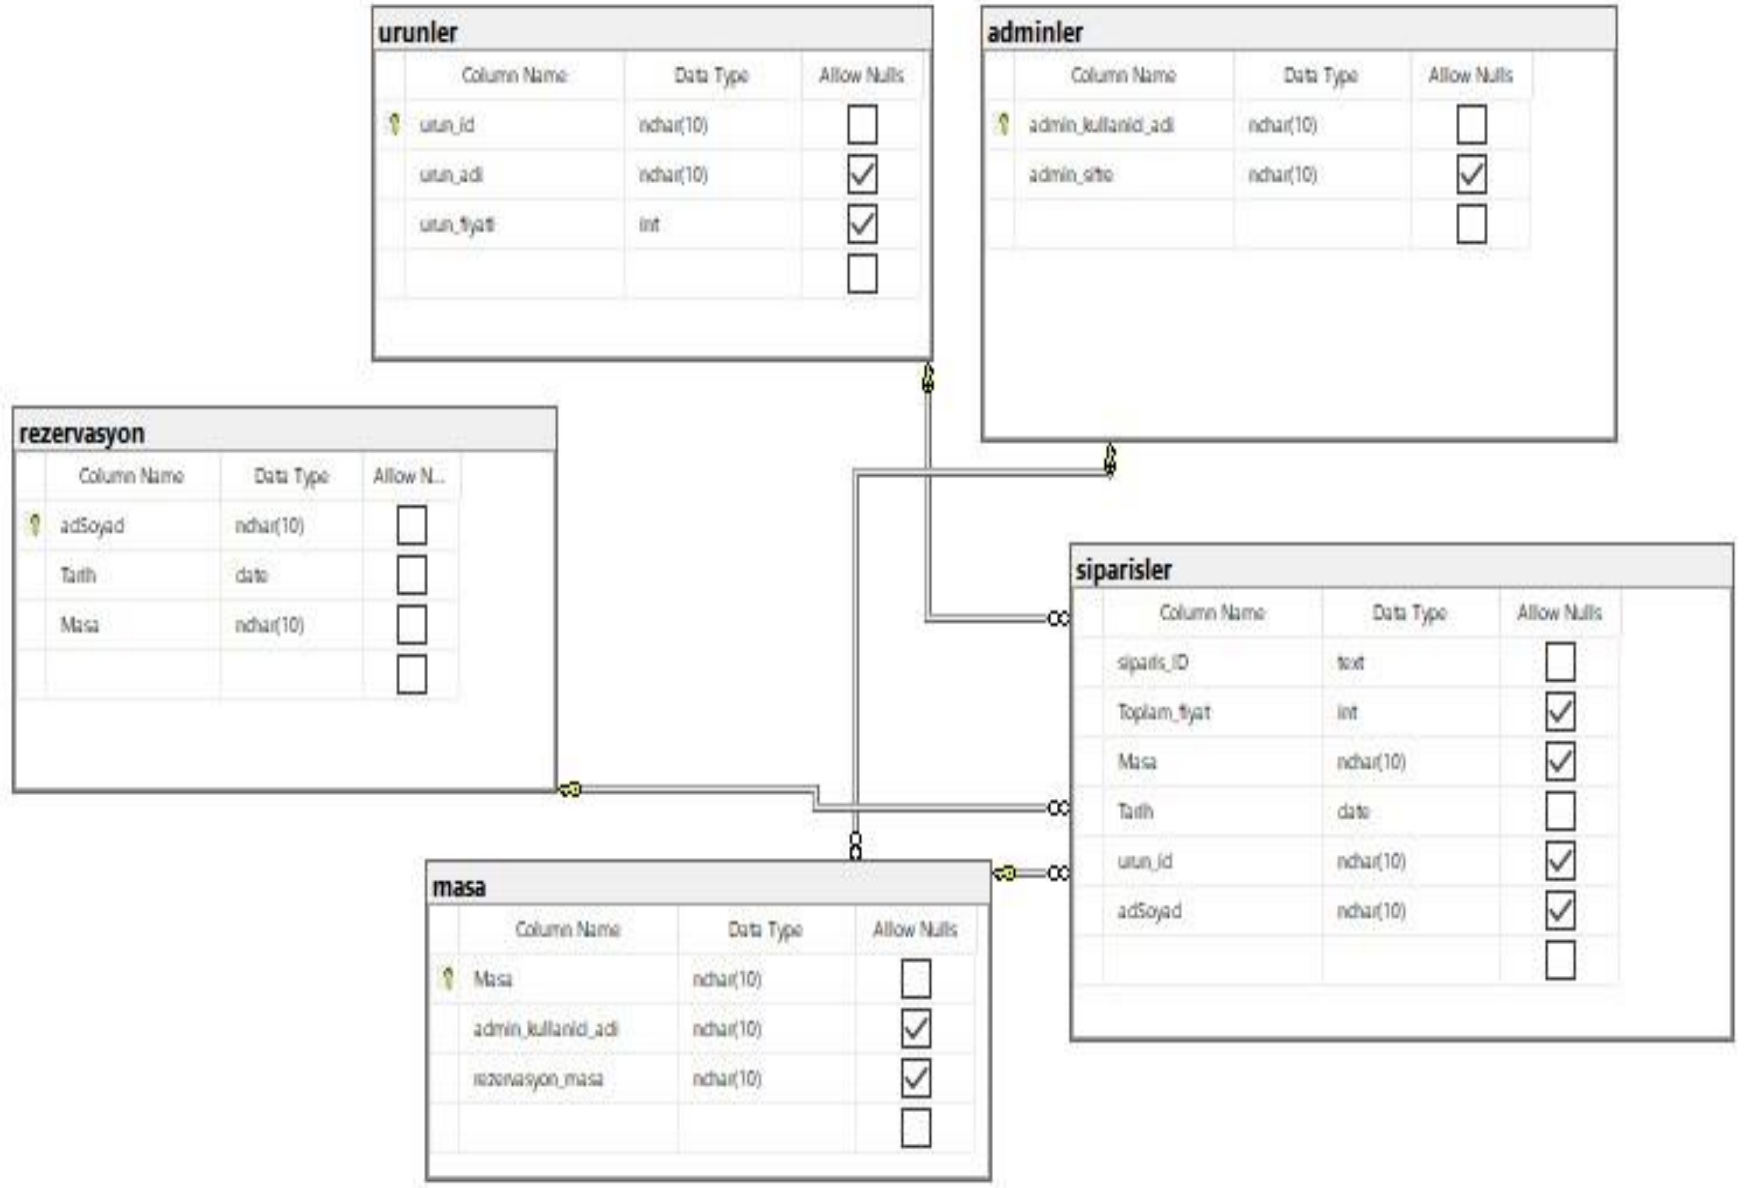 urunler
Column Name Data Type Allow Nulls
urun_id nchar(10)
urun_adi nchar(10)
urun_fiyati int
adminler
Column Name Data Type Allow Nulls
admin_kullanici_adi nchar(10)
admin_sifre nchar(10)
rezervasyon
Column Name Data Type Allow N...
adSoyad nchar(10)
Tarih date
Masa nchar(10)
siparisler
Column Name Data Type Allow Nulls
siparis_ID text
Toplam_fiyat int
Masa nchar(10)
Tarih date
urun_id nchar(10)
adSoyad nchar(10)
masa
Column Name Data Type Allow Nulls
Masa nchar(10)
admin_kullanici_adi nchar(10)
rezervasyon_masa nchar(10)